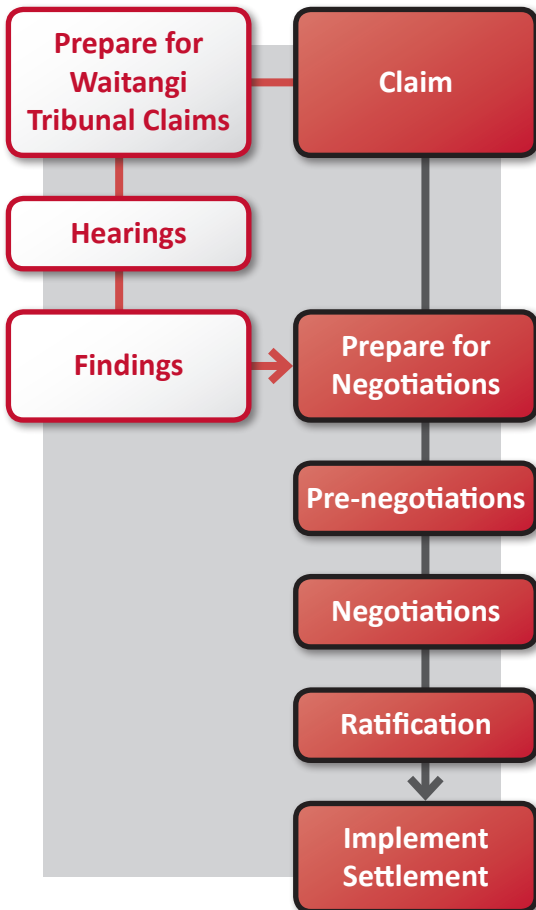 Prepare for
Waitangi
Tribunal Claims
Claim
Hearings
Findings
Prepare for
Negotiations
Pre-negotiations
Negotiations
Ratification
Implement
Settlement